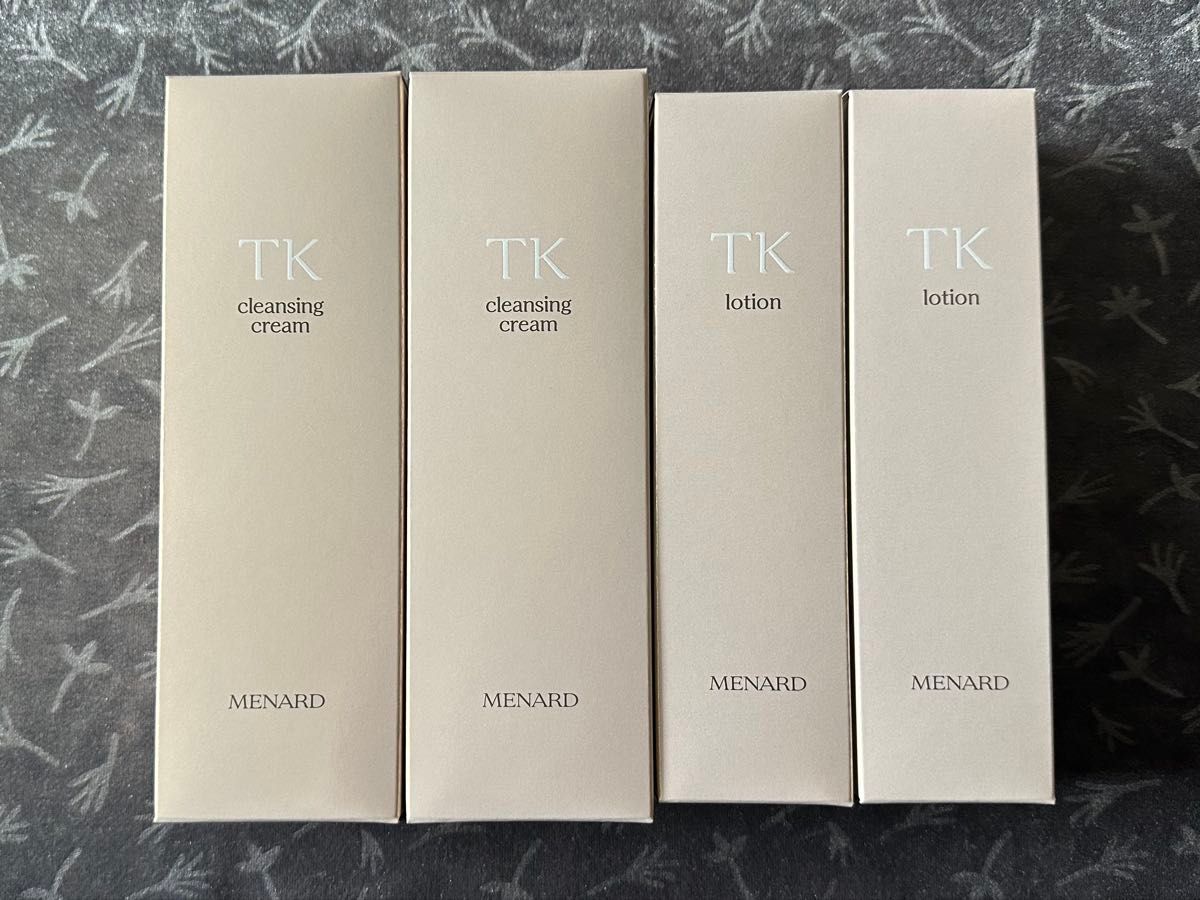 TK
cleansing
cream
MENARD
TK
cleansing
cream
MENARD
TK
lotion
MENARD
TK
lotion
MENARD